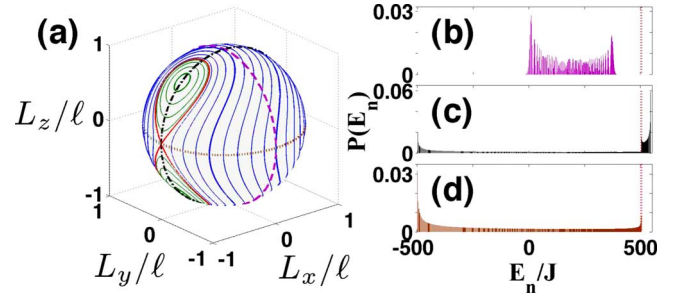 (a)
1
0
-1
L_z/ℓ
1
0
-1
L_y/ℓ
-1
0
1
L_x/ℓ
0.03
(b)
0
0.06
(c)
P(E_n)
0
0.03
(d)
0
-500
0
500
E_n/J